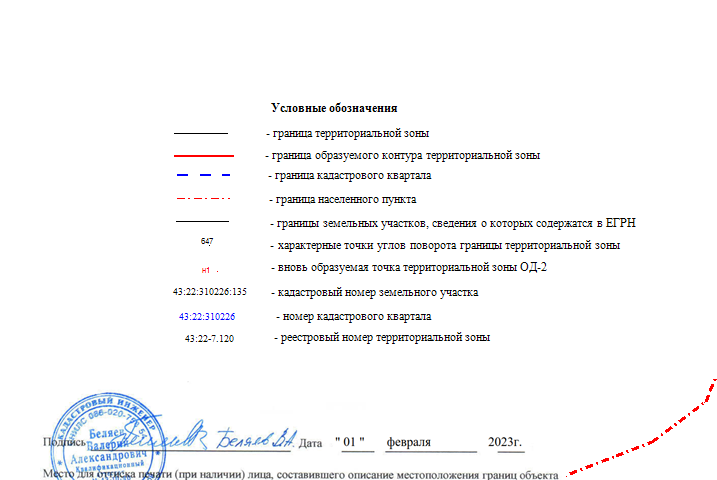 Условные обозначения
- граница территориальной зоны
- граница образуемого контура территориальной зоны
- граница кадастрового квартала
- граница населенного пункта
- границы земельных участков, сведения о которых содержатся в ЕГРН
647 - характерные точки углов поворота границы территориальной зоны
н1 - вновь образуемая точка территориальной зоны ОД-2
43:22:310226:135 - кадастровый номер земельного участка
43:22:310226 - номер кадастрового квартала
43:22-7.120 - реестровый номер территориальной зоны
КАДАСТРОВЫЙ ИНЖЕНЕР
Беляев
Валерий
Александрович
Квалификационный
Подпись Беляев В.А. Дата " 01 " февраля 2023г.
Место для оттиска печати (при наличии) лица, составившего описание местоположения границ объекта